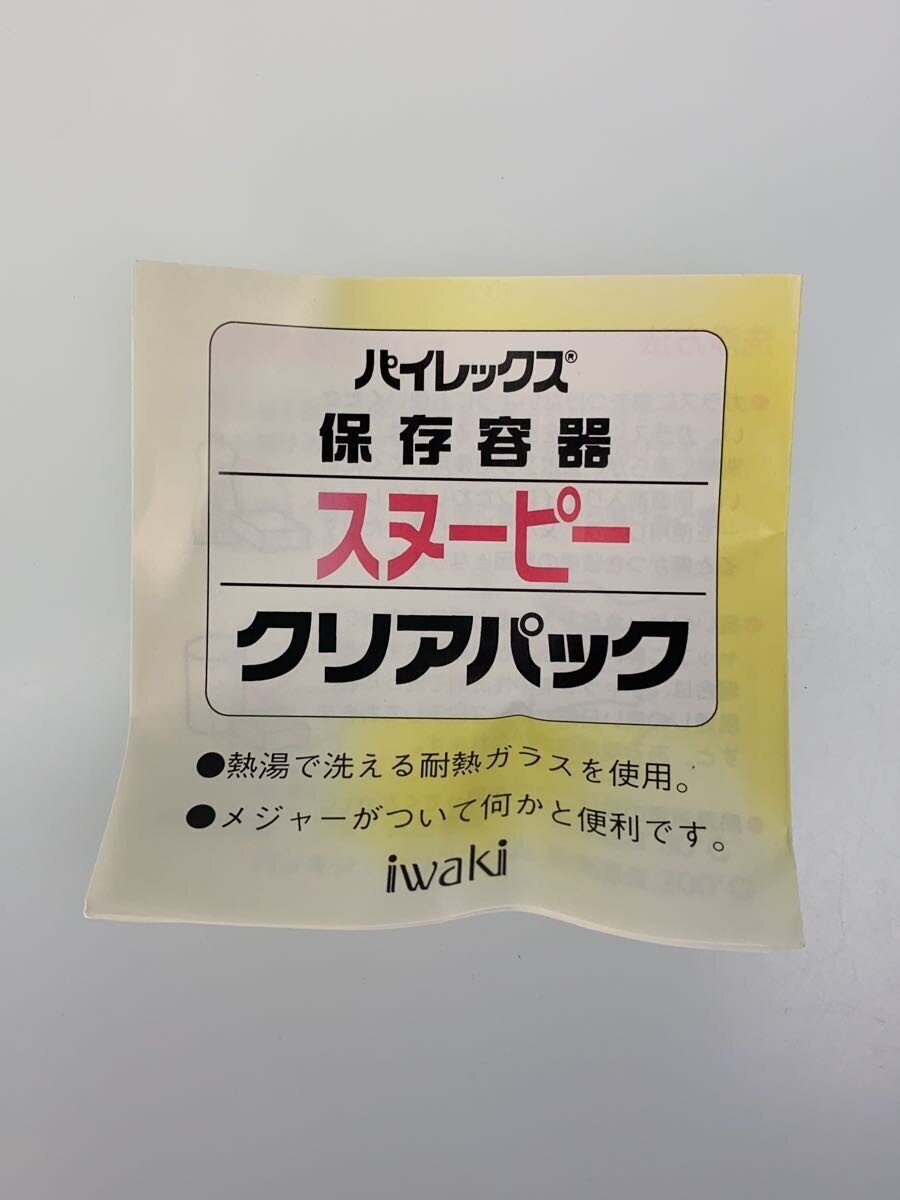 パイレックス®
保存容器
スヌーピー
クリアパック
●熱湯で洗える耐熱ガラスを使用。
●メジャーがついて何かと便利です。
iwaki